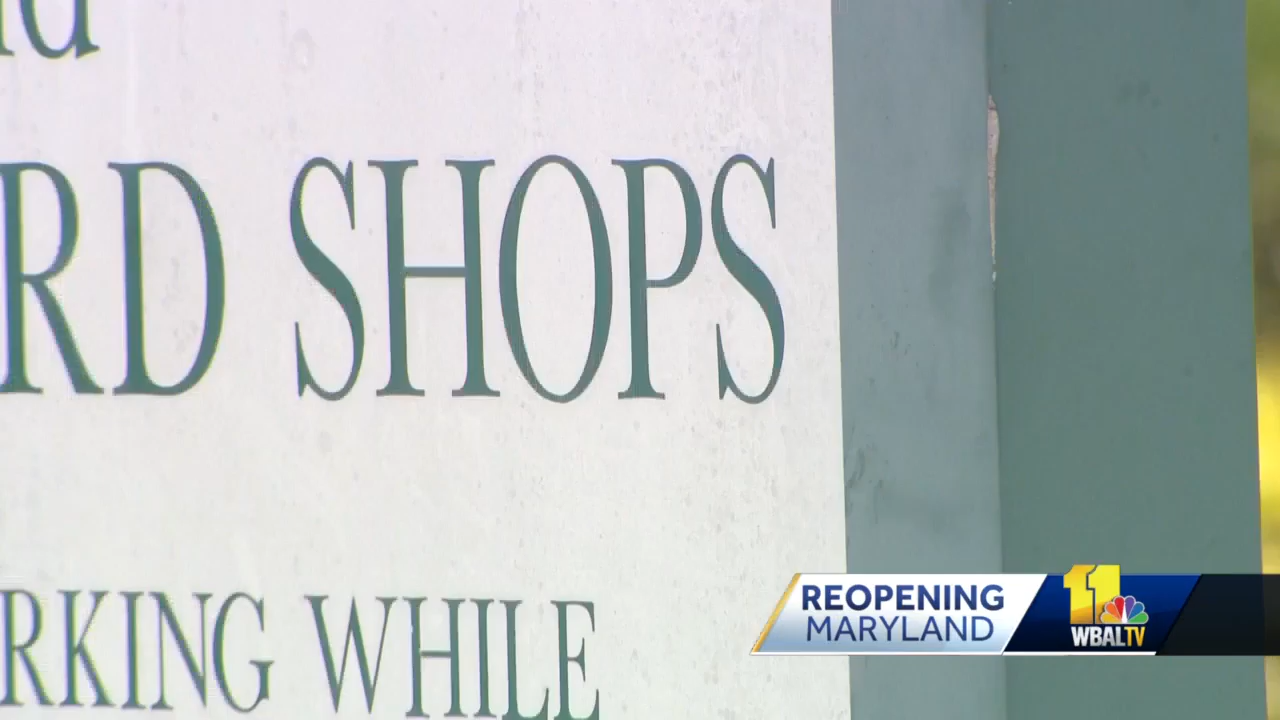 RD SHOPS
RKING WHILE
REOPENING
MARYLAND
11
WBALTV